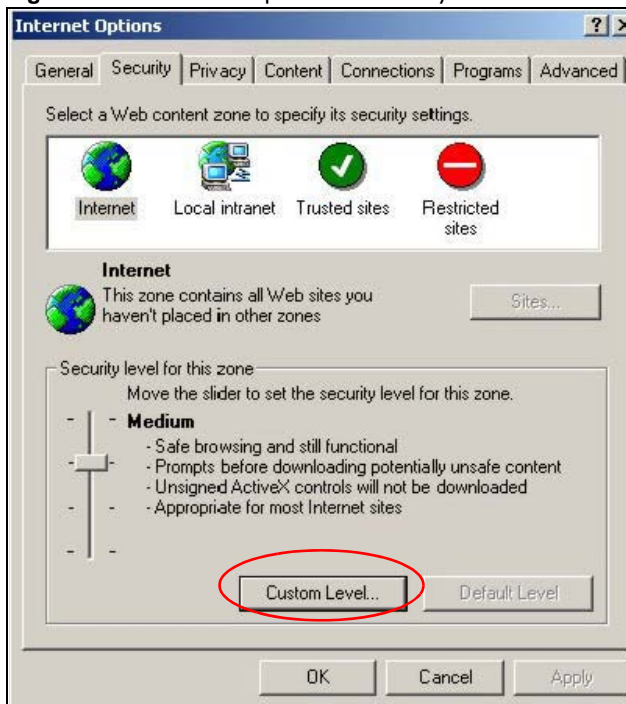 Internet Options
General Security Privacy Content Connections Programs Advanced
Select a Web content zone to specify its security settings.
Internet Local intranet Trusted sites Restricted sites
Internet
This zone contains all Web sites you
haven't placed in other zones
Sites...
Security level for this zone
Move the slider to set the security level for this zone.
Medium
- Safe browsing and still functional
- Prompts before downloading potentially unsafe content
- Unsigned ActiveX controls will not be downloaded
- Appropriate for most Internet sites
Custom Level... Default Level
OK Cancel Apply